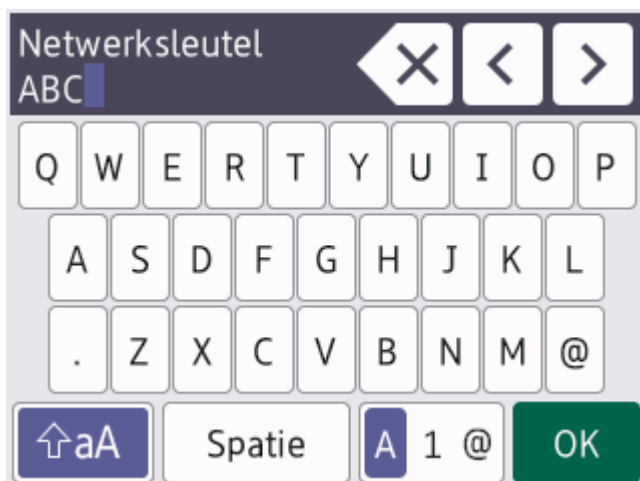 Netwerksleutel
ABC
Q W E R T Y U I O P
A S D F G H J K L
. Z X C V B N M @
aA Spatie A 1 @ OK